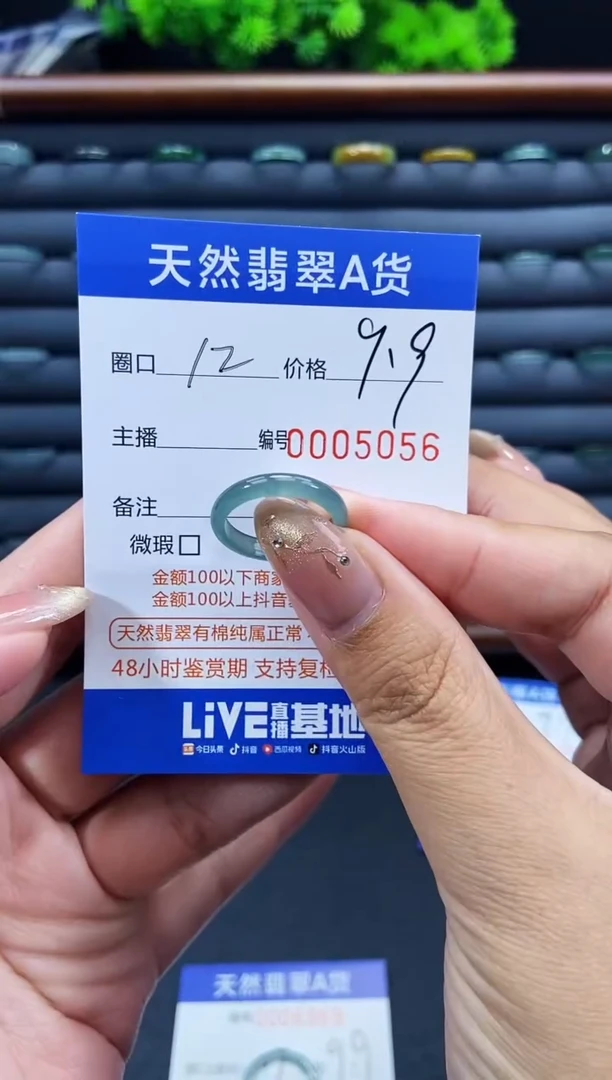 天然翡翠A货
圈口 12 价格 9.9
主播 编号0005056
备注
微瑕
金额100以下商家
金额100以上抖音
天然翡翠有棉纯属正常
48小时鉴赏期 支持复检
LiVE直播基地
今日头条 抖音 西瓜视频 抖音火山版
天然翡翠A货